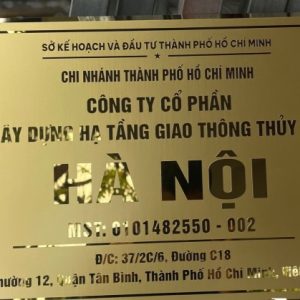 SỞ KẾ HOẠCH VÀ ĐẦU TƯ THÀNH PHỐ HỒ CHÍ MINH
CHI NHÁNH THÀNH PHỐ HỒ CHÍ MINH
CÔNG TY CỔ PHẦN
ÂY DỰNG HẠ TẦNG GIAO THÔNG THỦY
HÀ NỘI
MST: 0101482550 - 002
Đ/C: 37/2C/6, Đường C18
hường 12, Quận Tân Bình, Thành Phố Hồ Chí Minh, Việ